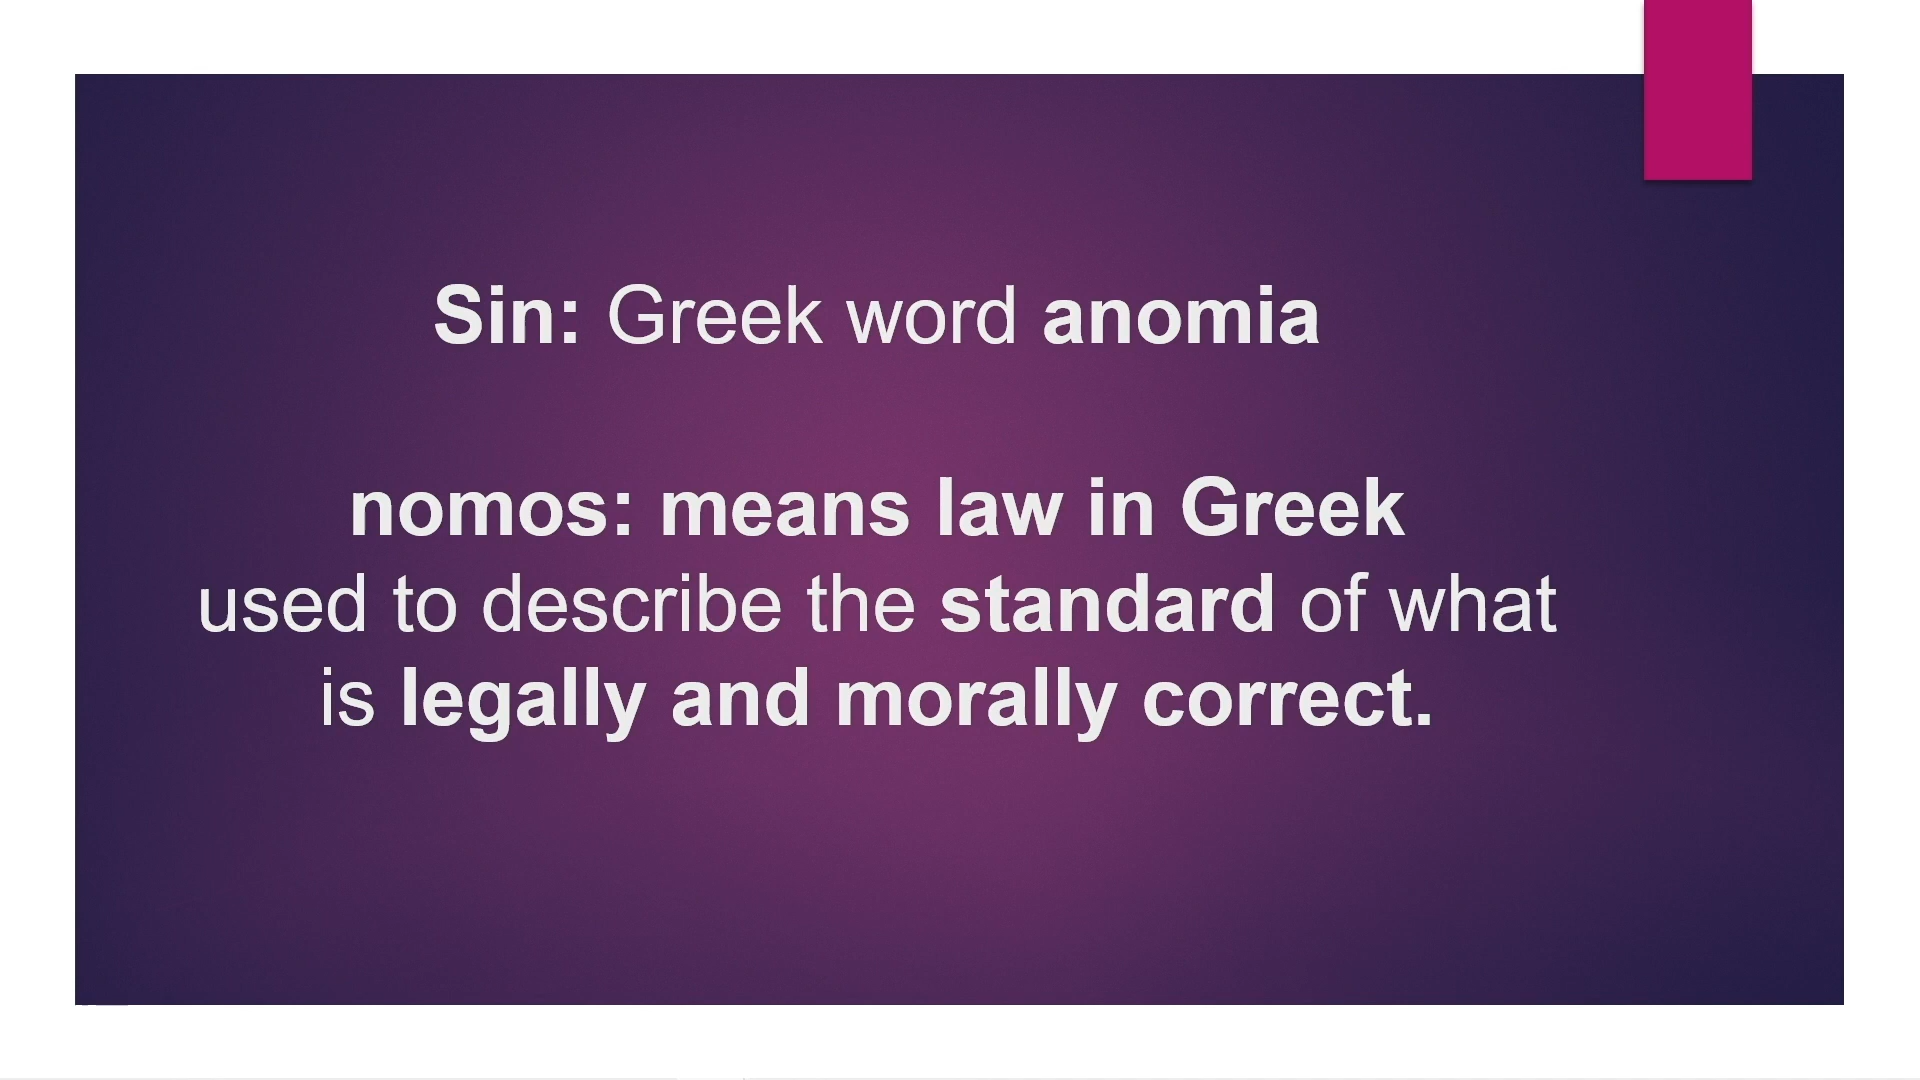 Sin: Greek word anomia
nomos: means law in Greek
used to describe the standard of what
is legally and morally correct.